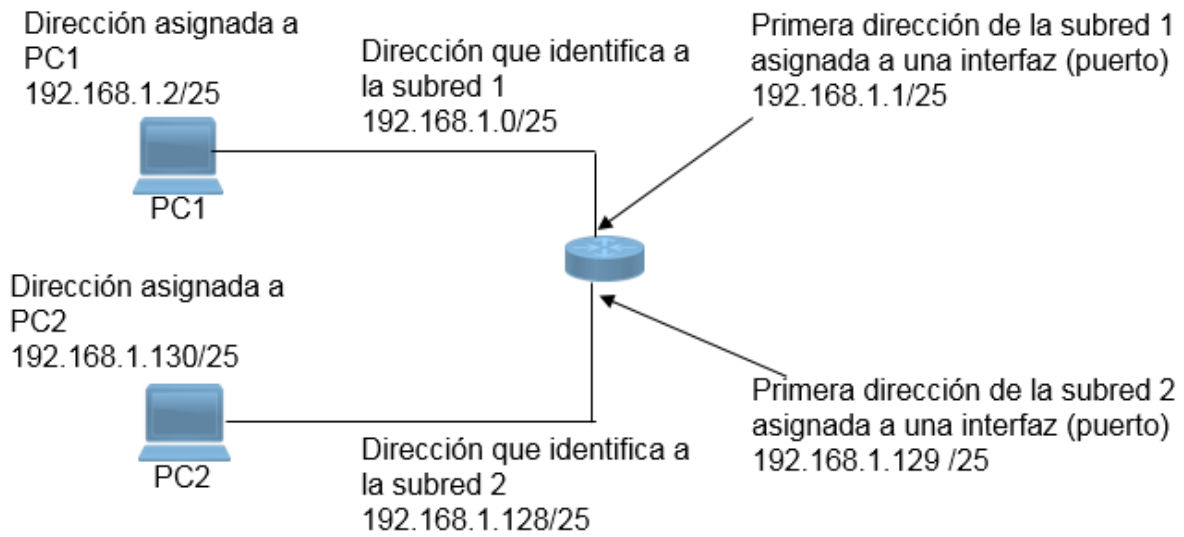 Dirección asignada a
PC1
192.168.1.2/25
PC1
Dirección que identifica a
la subred 1
192.168.1.0/25
Primera dirección de la subred 1
asignada a una interfaz (puerto)
192.168.1.1/25
Dirección asignada a
PC2
192.168.1.130/25
PC2
Dirección que identifica a
la subred 2
192.168.1.128/25
Primera dirección de la subred 2
asignada a una interfaz (puerto)
192.168.1.129 /25